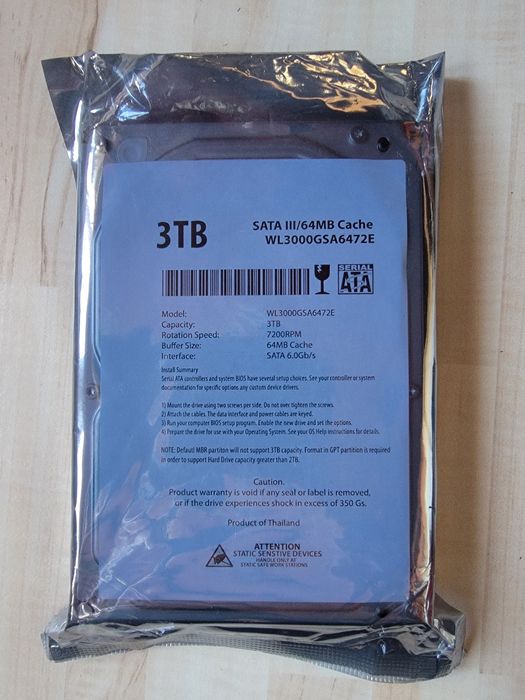 3TB
SATA III/64MB Cache
WL3000GSA6472E
SERIAL
ATA
Model: WL3000GSA6472E
Capacity: 3TB
Rotation Speed: 7200RPM
Buffer Size: 64MB Cache
Interface: SATA 6.0Gb/s
Install Summary
Serial ATA controllers and system BIOS have several setup choices. See your controller or system
documentation for specific options any custom device drivers.
1) Mount the drive using two screws per side. Do not over tighten the screws.
2) Attach the cables. The data interface and power cables are keyed.
3) Run your computer BIOS setup program. Enable the new drive and set the options.
4) Prepare the drive for use with your Operating System. See your OS Help instructions for details.
NOTE: Defautl MBR partiton will not support 3TB capacity. Format in GPT partition is required
in order to support Hard Drive capacity greater than 2TB.
Caution.
Product warranty is void if any seal or label is removed,
or if the drive experiences shock in excess of 350 Gs.
Product of Thailand
ATTENTION
STATIC SENSTIVE DEVICES
HANDLE ONLY AT
STATIC SAFE WORK STATIONS